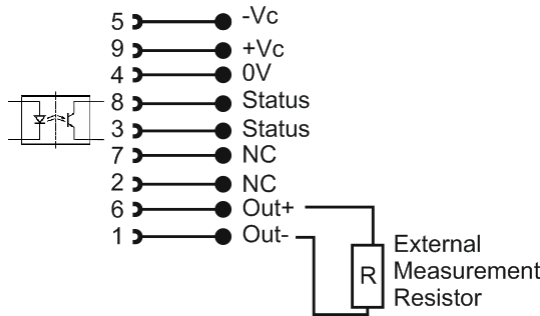 5 -Vc
9 +Vc
4 0V
8 Status
3 Status
7 NC
2 NC
6 Out+
1 Out-
R
External
Measurement
Resistor